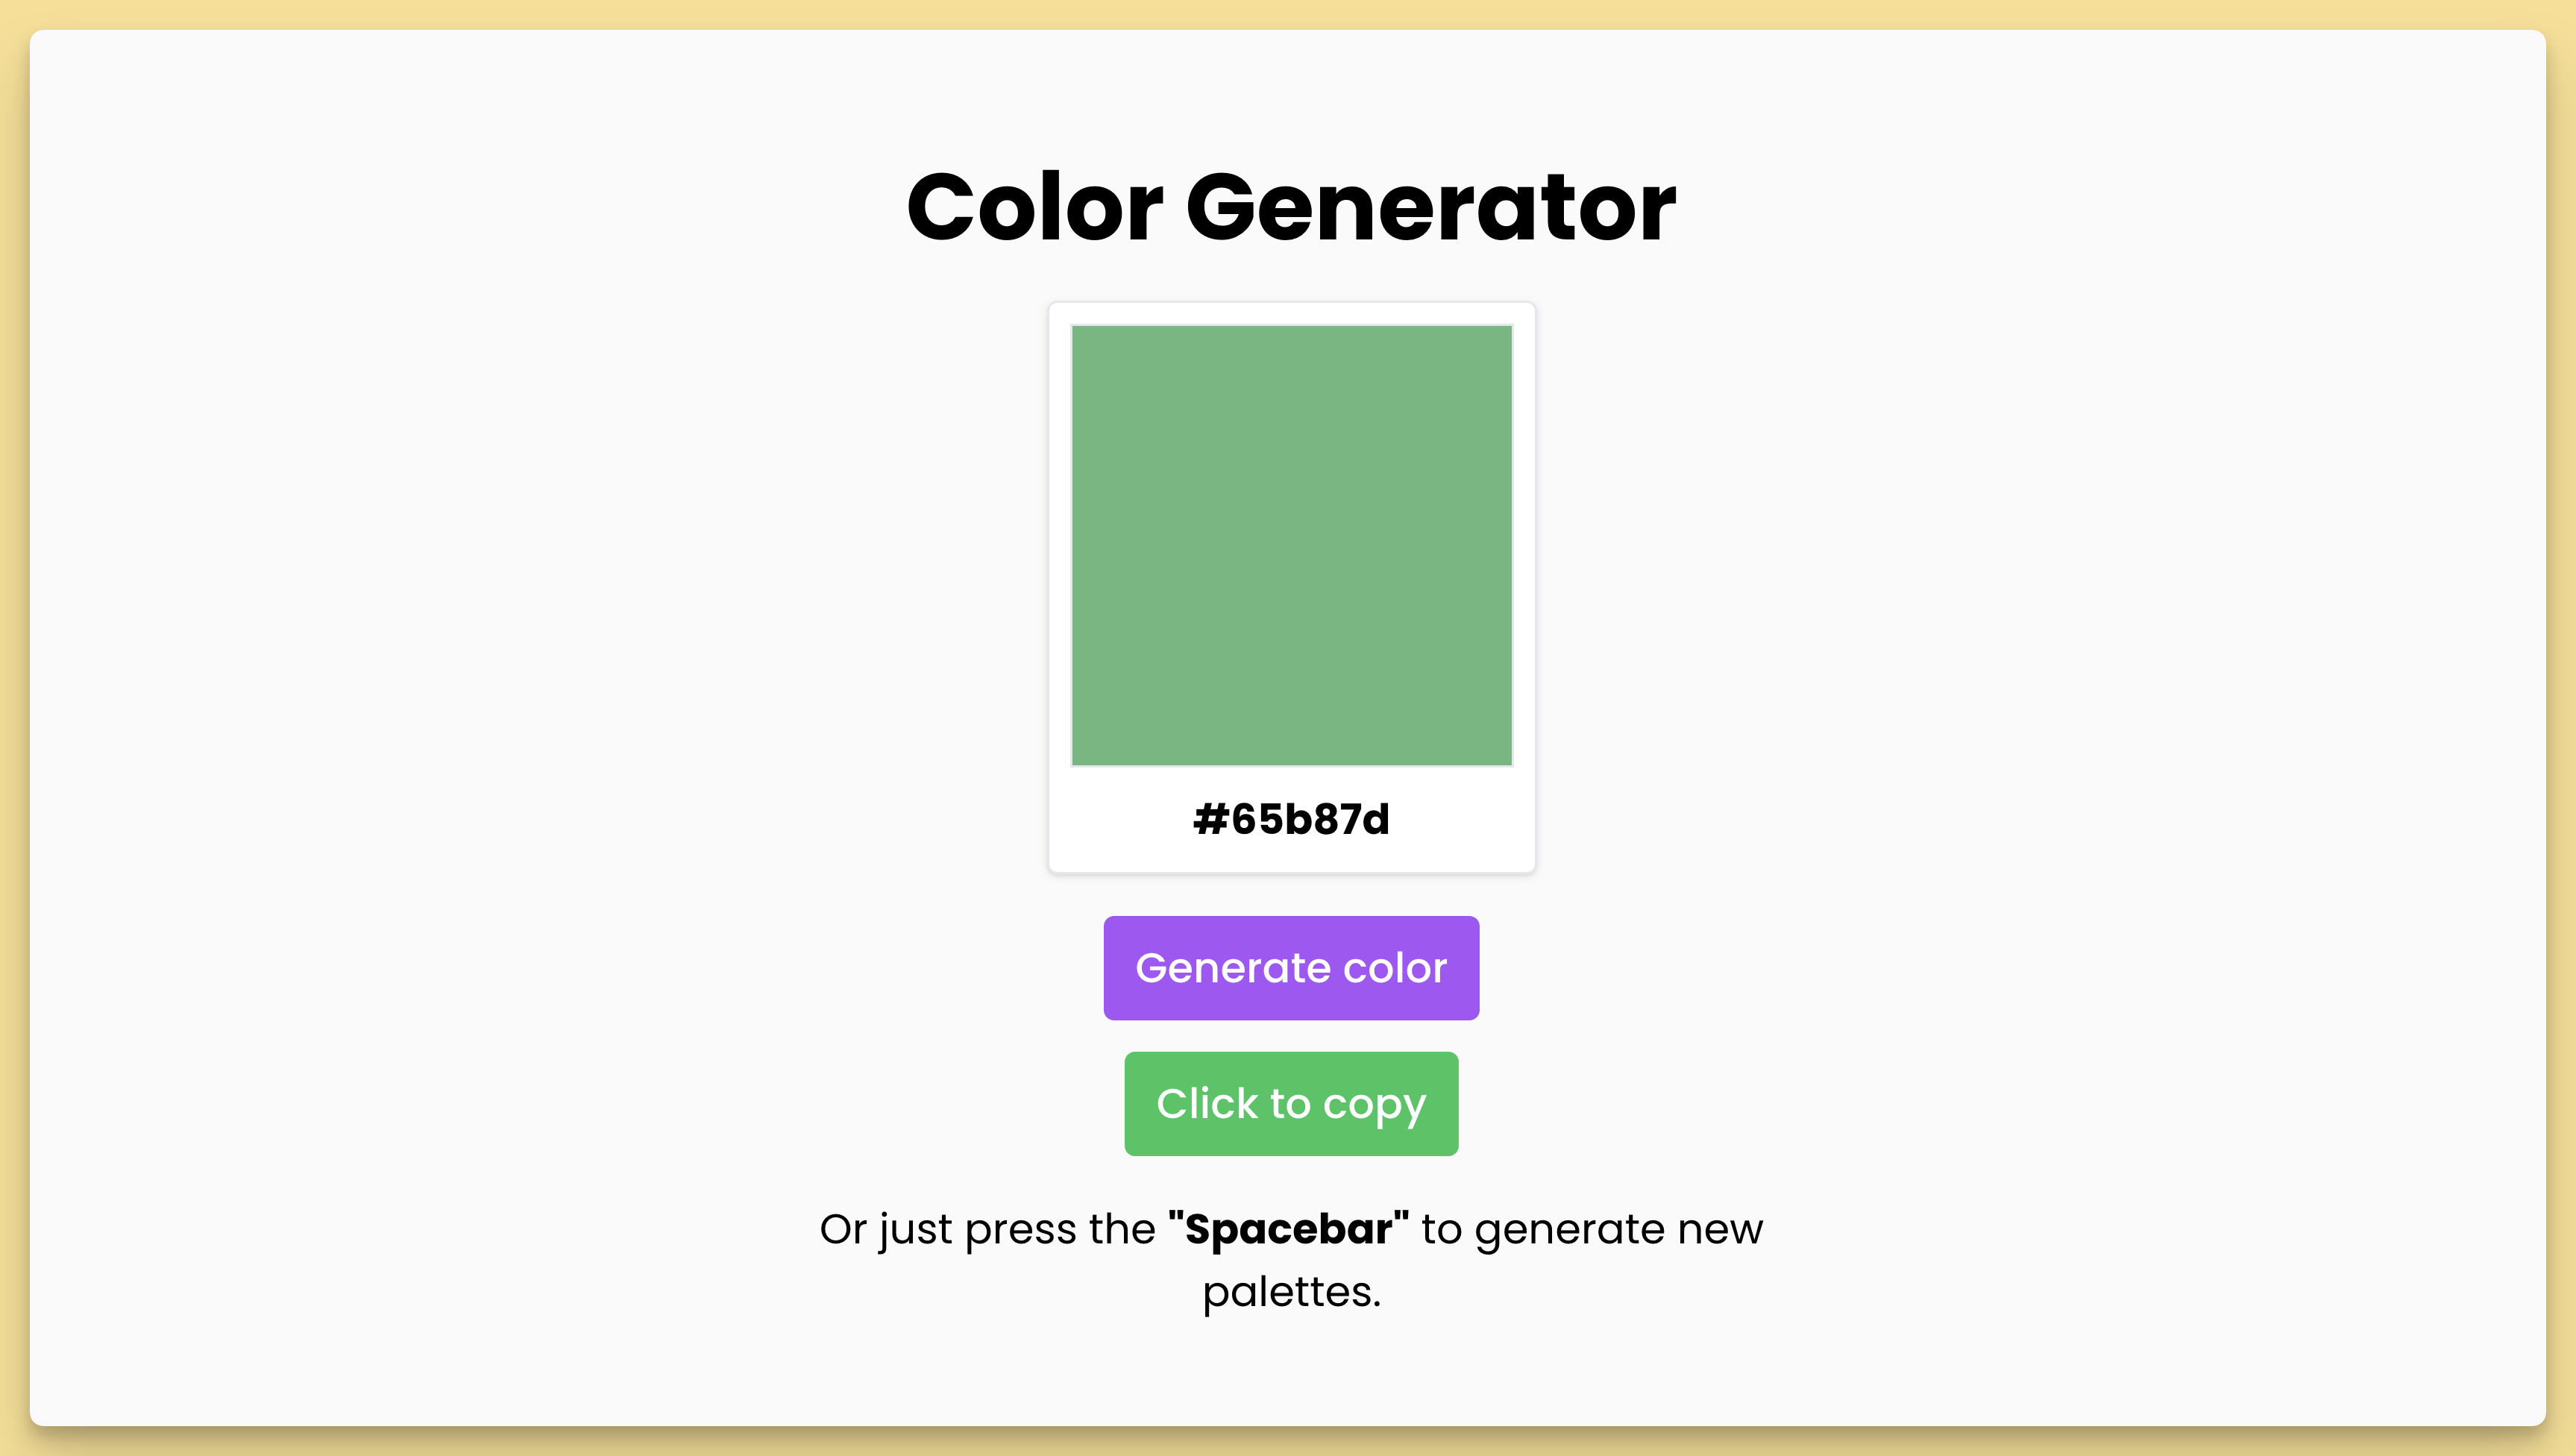 Color Generator
#65b87d
Generate color
Click to copy
Or just press the "Spacebar" to generate new
palettes.